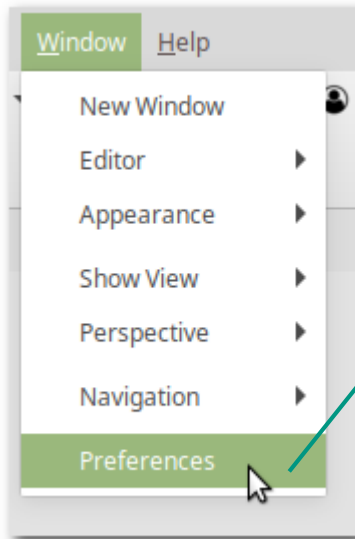 Window Help
New Window
Editor
Appearance
Show View
Perspective
Navigation
Preferences